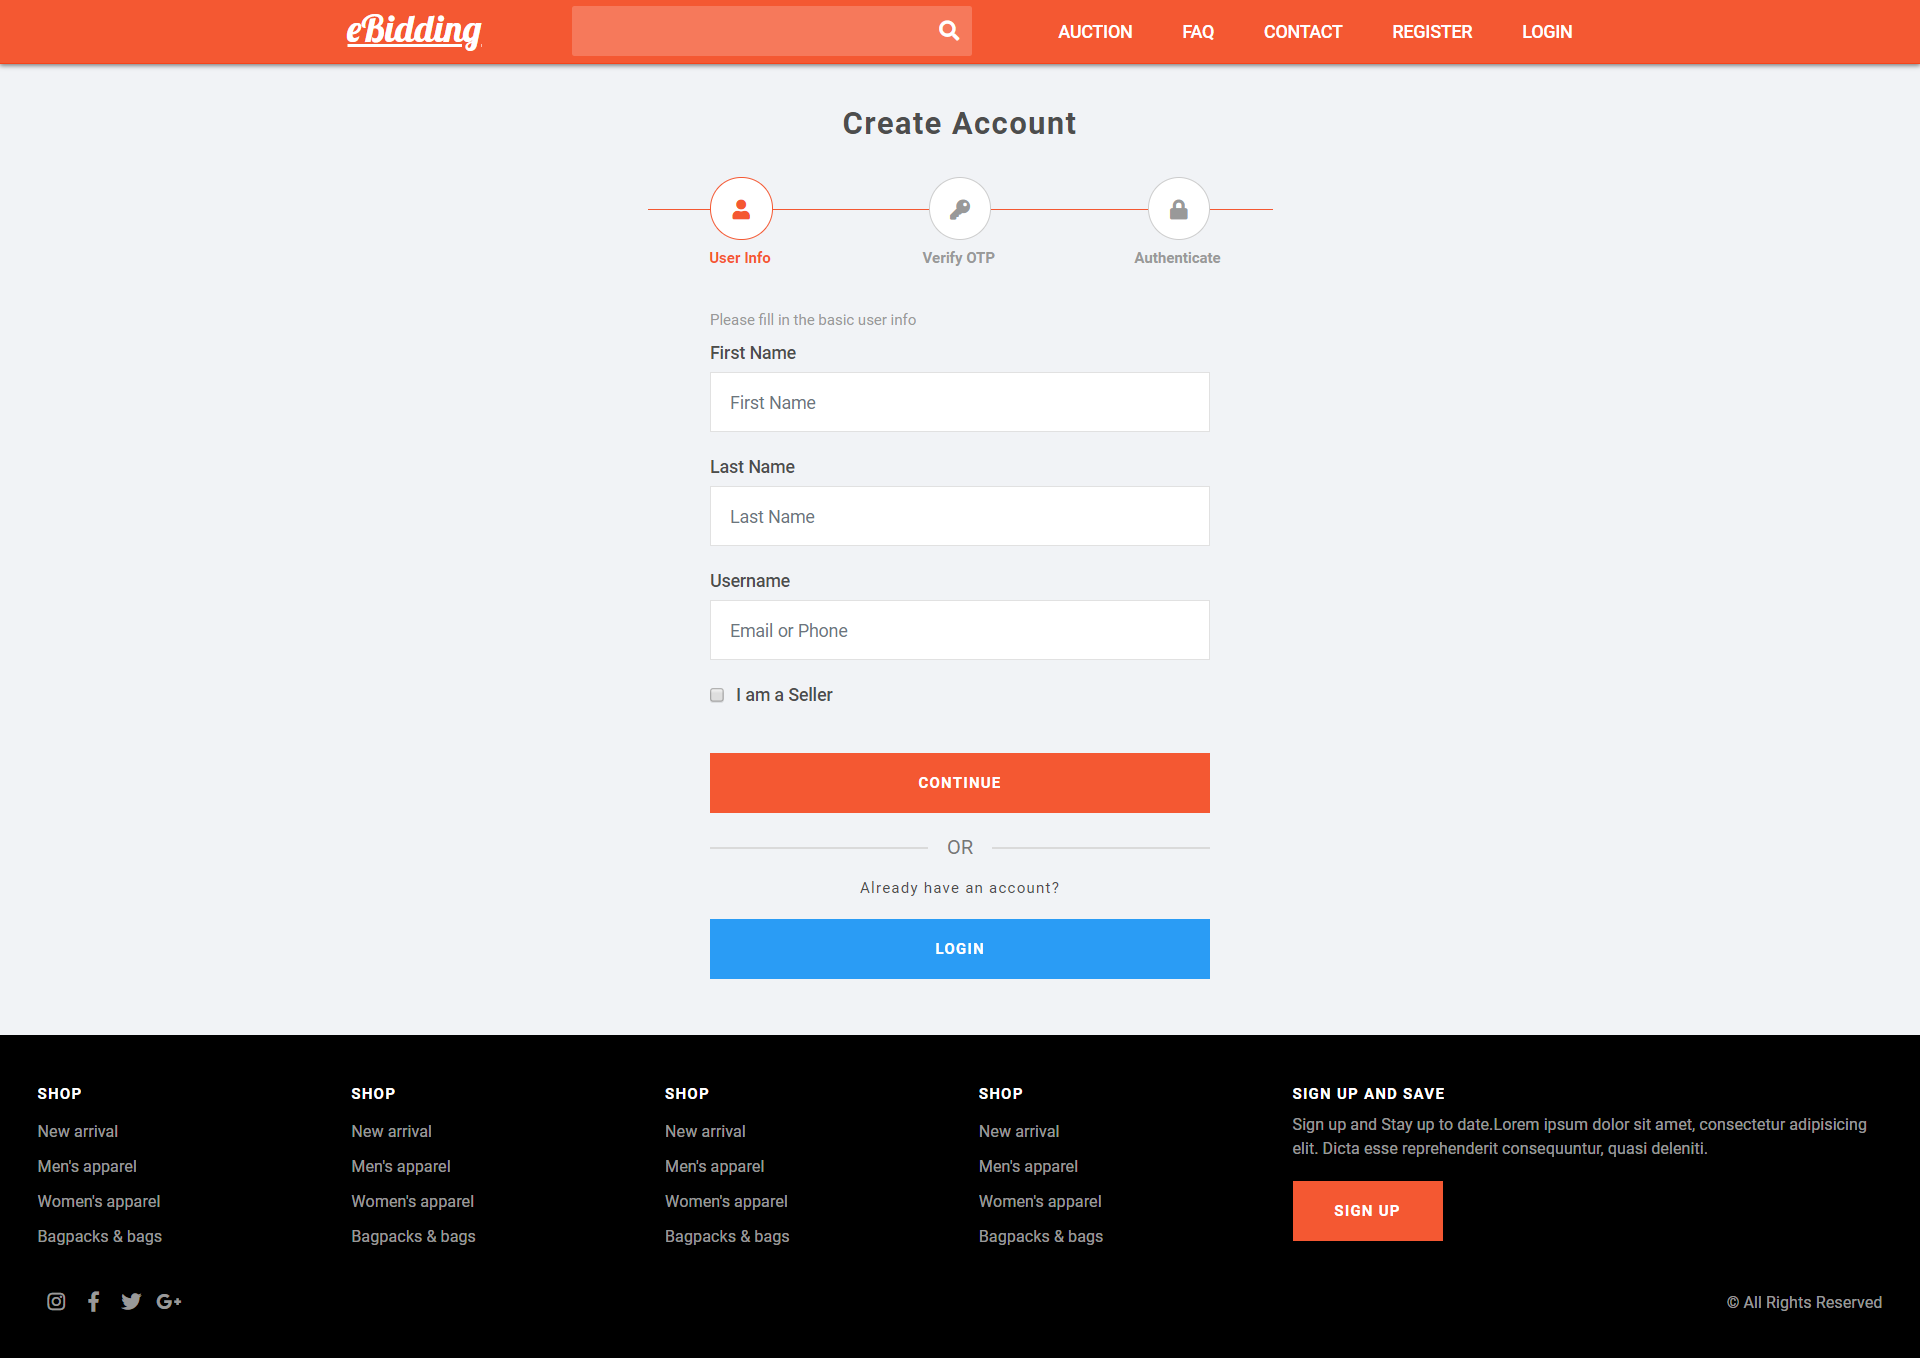 eBidding
AUCTION FAQ CONTACT REGISTER LOGIN
Create Account
User Info Verify OTP Authenticate
Please fill in the basic user info
First Name
First Name
Last Name
Last Name
Username
Email or Phone
I am a Seller
CONTINUE
OR
Already have an account?
LOGIN
SHOP SHOP SHOP SHOP SIGN UP AND SAVE
New arrival New arrival New arrival New arrival Sign up and Stay up to date.Lorem ipsum dolor sit amet, consectetur adipisicing
elit. Dicta esse reprehenderit consequuntur, quasi deleniti.
Men's apparel Men's apparel Men's apparel Men's apparel
Women's apparel Women's apparel Women's apparel Women's apparel SIGN UP
Bagpacks & bags Bagpacks & bags Bagpacks & bags Bagpacks & bags
© All Rights Reserved